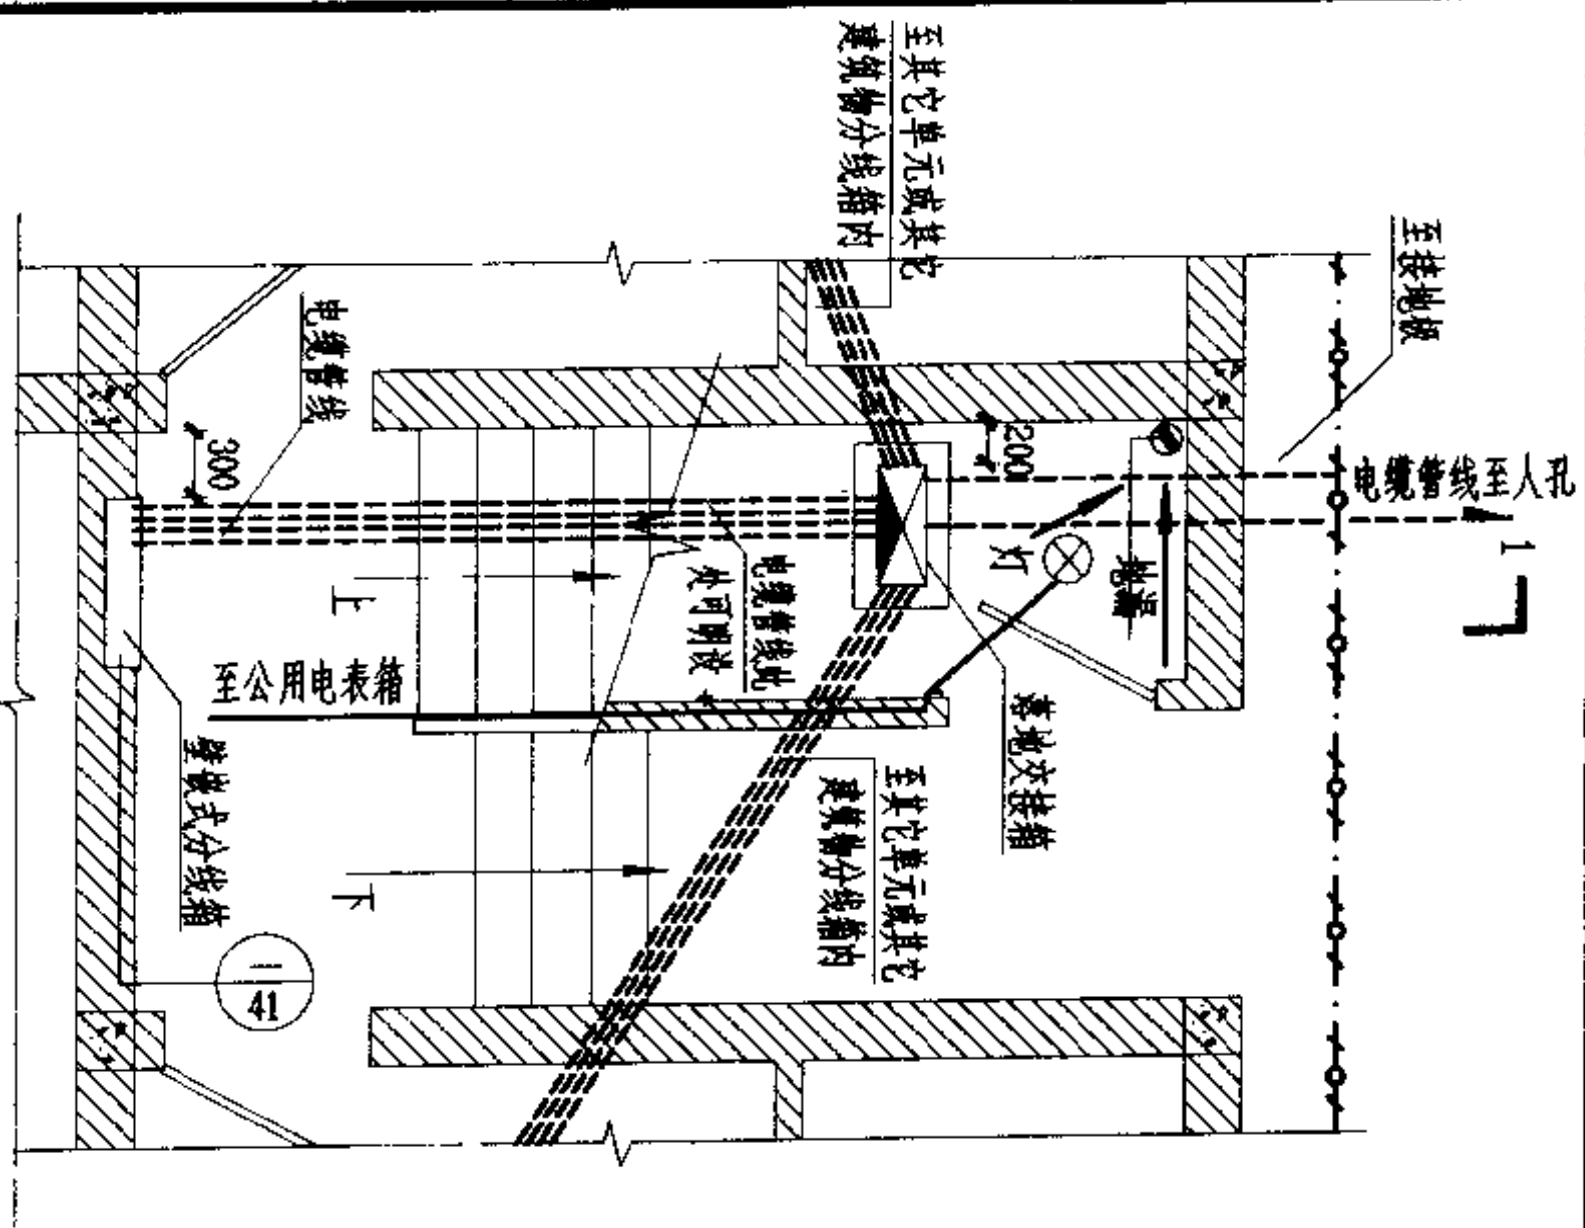 至其它单元或其它
建筑物分线箱内
至接地极
电缆管线
300
200
电缆管线至人孔
1
灯
地漏
电缆管线此
处可明设
上
至公用电表箱
落地交接箱
壁嵌式分线箱
至其它单元或其它
建筑物分线箱内
下
一
41